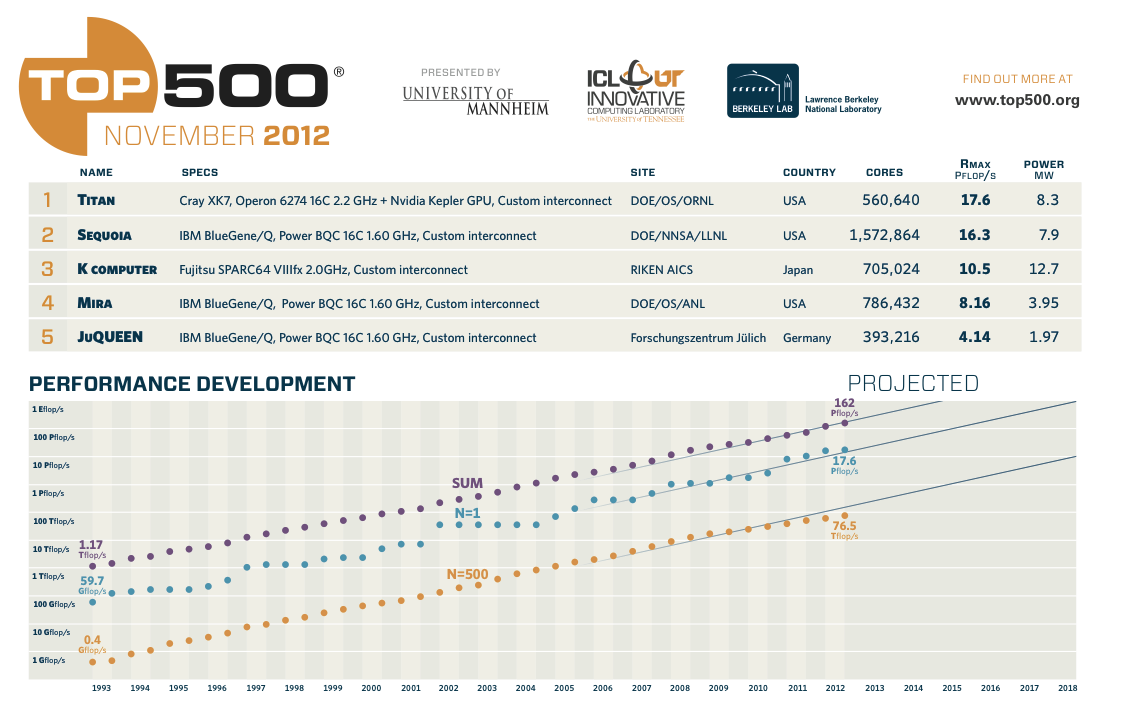 TOP500®
NOVEMBER 2012
PRESENTED BY
UNIVERSITY OF
MANNHEIM
ICL UT
INNOVATIVE
COMPUTING LABORATORY
THE UNIVERSITY OF TENNESSEE
BERKELEY LAB
Lawrence Berkeley
National Laboratory
FIND OUT MORE AT
www.top500.org
NAME SPECS SITE COUNTRY CORES RMAX PFLOP/S POWER MW
1 TITAN Cray XK7, Operon 6274 16C 2.2 GHz + Nvidia Kepler GPU, Custom interconnect DOE/OS/ORNL USA 560,640 17.6 8.3
2 SEQUOIA IBM BlueGene/Q, Power BQC 16C 1.60 GHz, Custom interconnect DOE/NNSA/LLNL USA 1,572,864 16.3 7.9
3 K COMPUTER Fujitsu SPARC64 VIIIfx 2.0GHz, Custom interconnect RIKEN AICS Japan 705,024 10.5 12.7
4 MIRA IBM BlueGene/Q, Power BQC 16C 1.60 GHz, Custom interconnect DOE/OS/ANL USA 786,432 8.16 3.95
5 JuQUEEN IBM BlueGene/Q, Power BQC 16C 1.60 GHz, Custom interconnect Forschungszentrum Jülich Germany 393,216 4.14 1.97
PERFORMANCE DEVELOPMENT PROJECTED
1 Eflop/s
100 Pflop/s
10 Pflop/s
1 Pflop/s
100 Tflop/s
10 Tflop/s
1 Tflop/s
100 Gflop/s
10 Gflop/s
1 Gflop/s
162
Pflop/s
SUM
17.6
Pflop/s
N=1
76.5
Tflop/s
1.17
Tflop/s
N=500
59.7
Gflop/s
0.4
Gflop/s
1993 1994 1995 1996 1997 1998 1999 2000 2001 2002 2003 2004 2005 2006 2007 2008 2009 2010 2011 2012 2013 2014 2015 2016 2017 2018